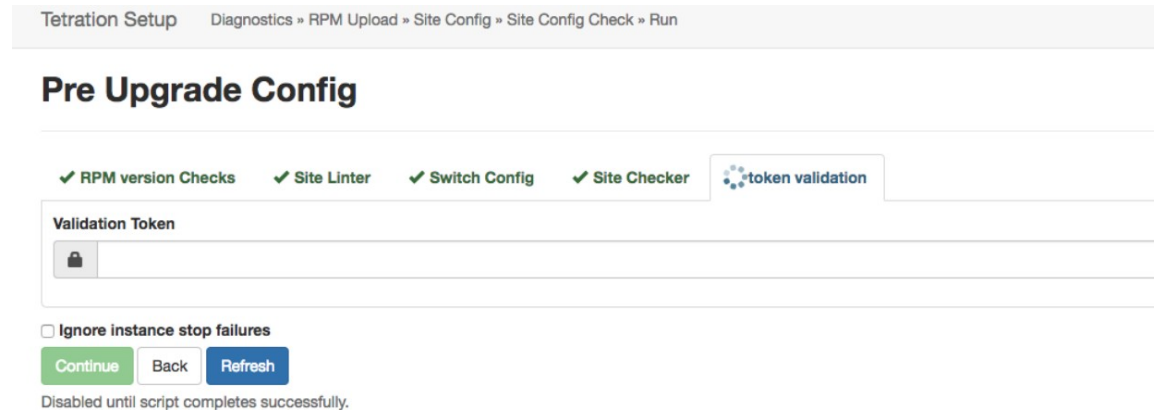 Tetration Setup Diagnostics » RPM Upload » Site Config » Site Config Check » Run
Pre Upgrade Config
✔ RPM version Checks ✔ Site Linter ✔ Switch Config ✔ Site Checker token validation
Validation Token
Ignore instance stop failures
Continue Back Refresh
Disabled until script completes successfully.